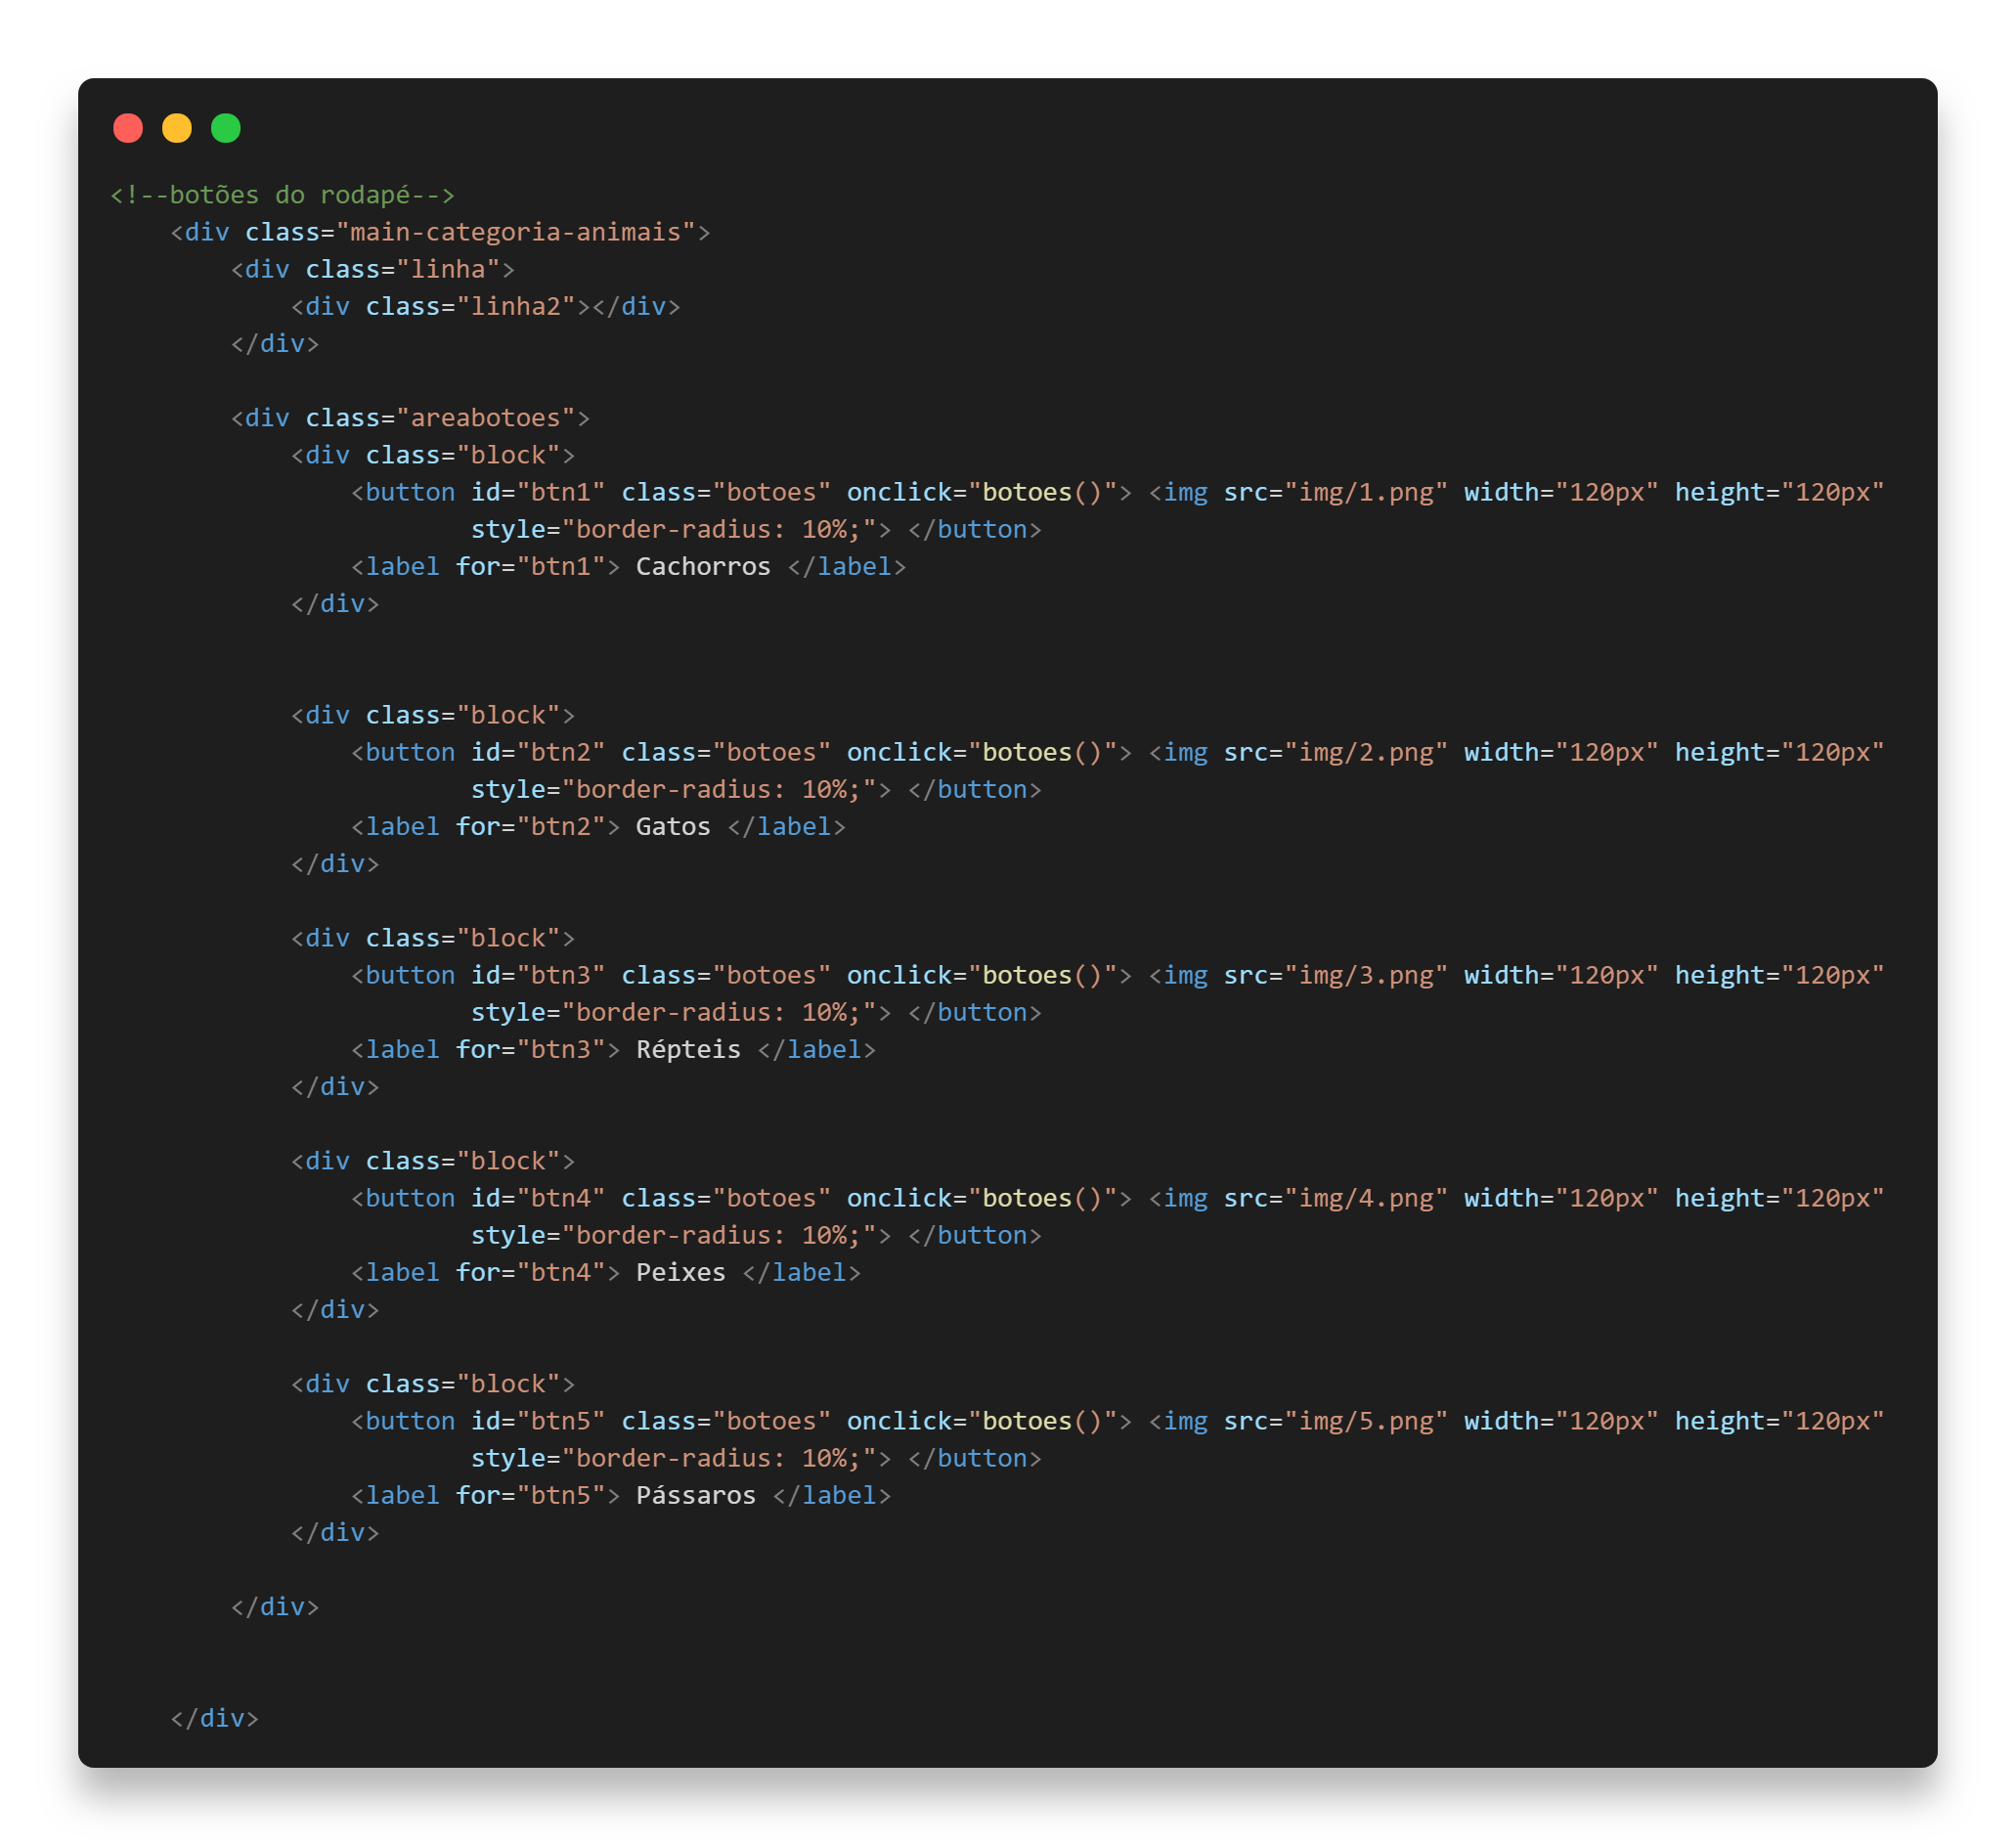 <!--botões do rodapé-->
    <div class="main-categoria-animais">
        <div class="linha">
            <div class="linha2"></div>
        </div>

        <div class="areabotoes">
            <div class="block">
                <button id="btn1" class="botoes" onclick="botoes()"> <img src="img/1.png" width="120px" height="120px"
                        style="border-radius: 10%;"> </button>
                <label for="btn1"> Cachorros </label>
            </div>



            <div class="block">
                <button id="btn2" class="botoes" onclick="botoes()"> <img src="img/2.png" width="120px" height="120px"
                        style="border-radius: 10%;"> </button>
                <label for="btn2"> Gatos </label>
            </div>

            <div class="block">
                <button id="btn3" class="botoes" onclick="botoes()"> <img src="img/3.png" width="120px" height="120px"
                        style="border-radius: 10%;"> </button>
                <label for="btn3"> Répteis </label>
            </div>

            <div class="block">
                <button id="btn4" class="botoes" onclick="botoes()"> <img src="img/4.png" width="120px" height="120px"
                        style="border-radius: 10%;"> </button>
                <label for="btn4"> Peixes </label>
            </div>

            <div class="block">
                <button id="btn5" class="botoes" onclick="botoes()"> <img src="img/5.png" width="120px" height="120px"
                        style="border-radius: 10%;"> </button>
                <label for="btn5"> Pássaros </label>
            </div>

        </div>


    </div>